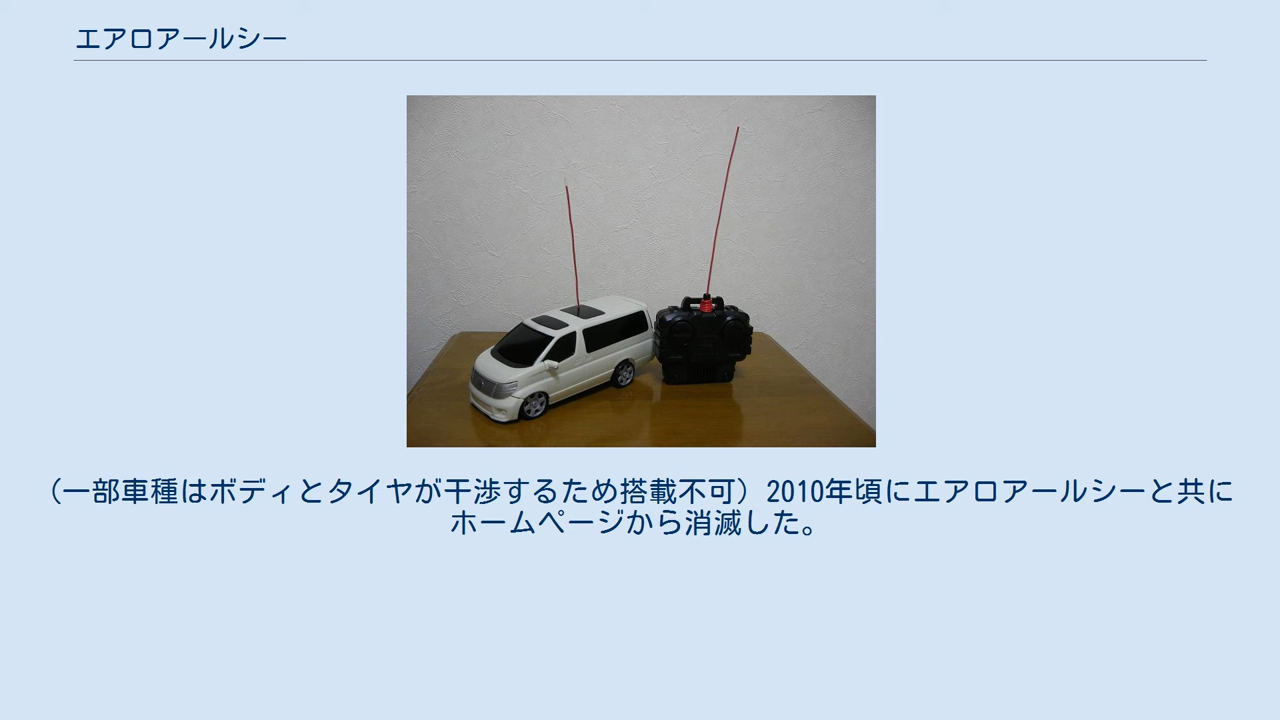 エアロアールシー
（一部車種はボディとタイヤが干渉するため搭載不可）2010年頃にエアロアールシーと共に
ホームページから消滅した。